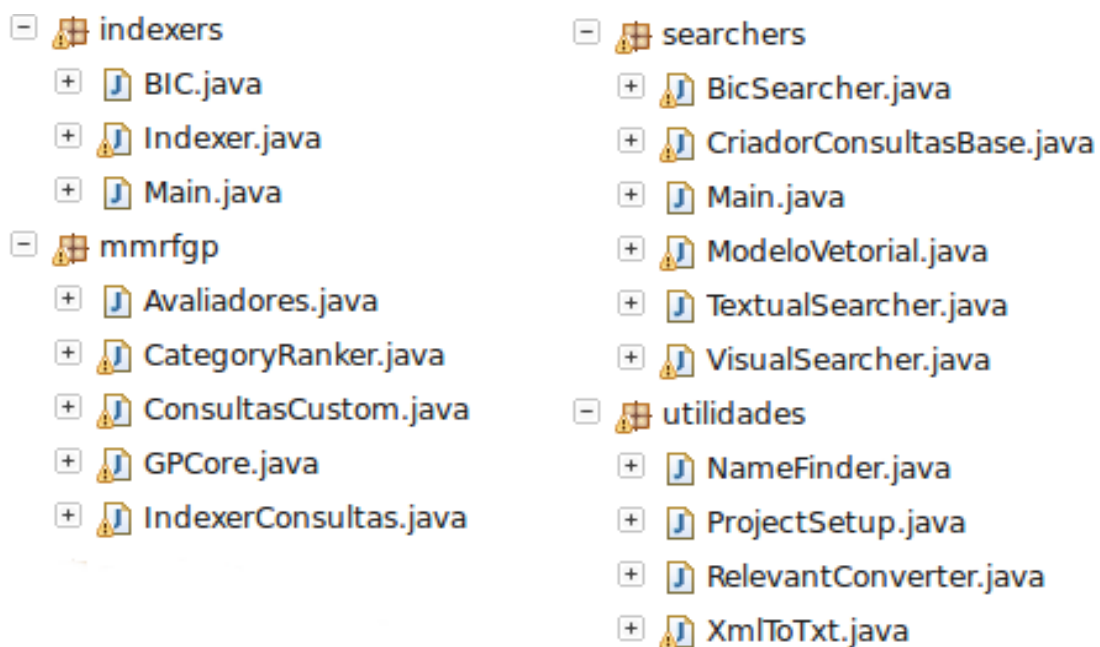 indexers
BIC.java
Indexer.java
Main.java
mmrfgp
Avaliadores.java
CategoryRanker.java
ConsultasCustom.java
GPCore.java
IndexerConsultas.java
searchers
BicSearcher.java
CriadorConsultasBase.java
Main.java
ModeloVetorial.java
TextualSearcher.java
VisualSearcher.java
utilidades
NameFinder.java
ProjectSetup.java
RelevantConverter.java
XmlToTxt.java